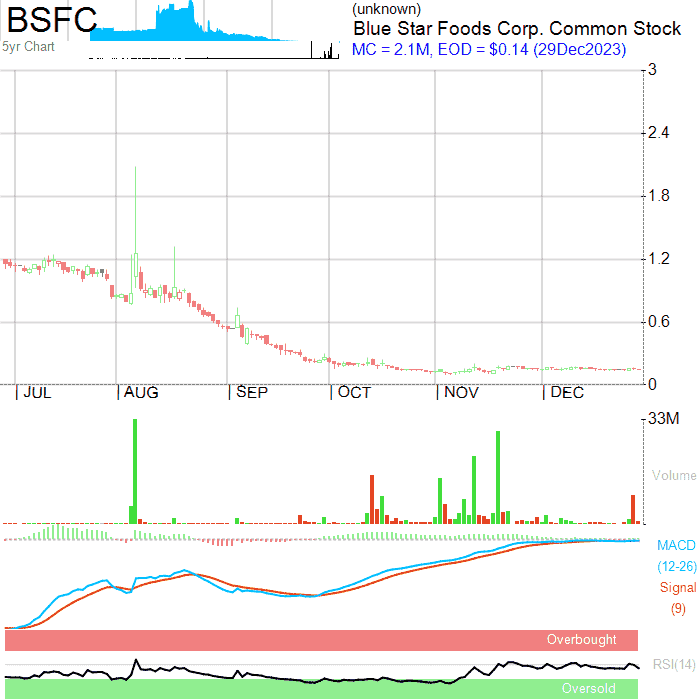 BSFC
5yr Chart
(unknown)
Blue Star Foods Corp. Common Stock
MC = 2.1M, EOD = $0.14 (29Dec2023)
3
2.4
1.8
1.2
0.6
0
| JUL | AUG | SEP | OCT | NOV | DEC
33M
Volume
MACD
(12-26)
Signal
(9)
Overbought
RSI(14)
Oversold